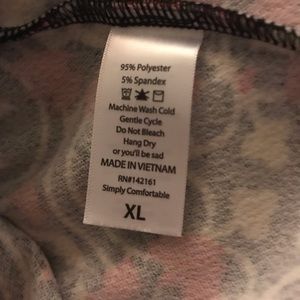 95% Polyester
5% Spandex
Machine Wash Cold
Gentle Cycle
Do Not Bleach
Hang Dry
or you'll be sad
MADE IN VIETNAM
RN#142161
Simply Comfortable
XL